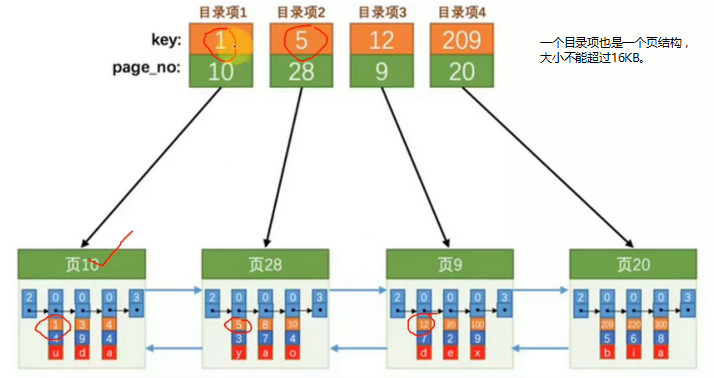 目录项1 目录项2 目录项3 目录项4
key: 1 5 12 209
page_no: 10 28 9 20
一个目录项也是一个页结构，
大小不能超过16KB。
页10 页28 页9 页20
2 0 0 0 3 2 0 0 0 3 2 0 0 0 3 2 0 0 0 3
1 3 4 5 8 10 12 20 100 209 220 300
4 9 4 3 7 4 7 2 9 5 6 8
u d a y a o d e x b i a